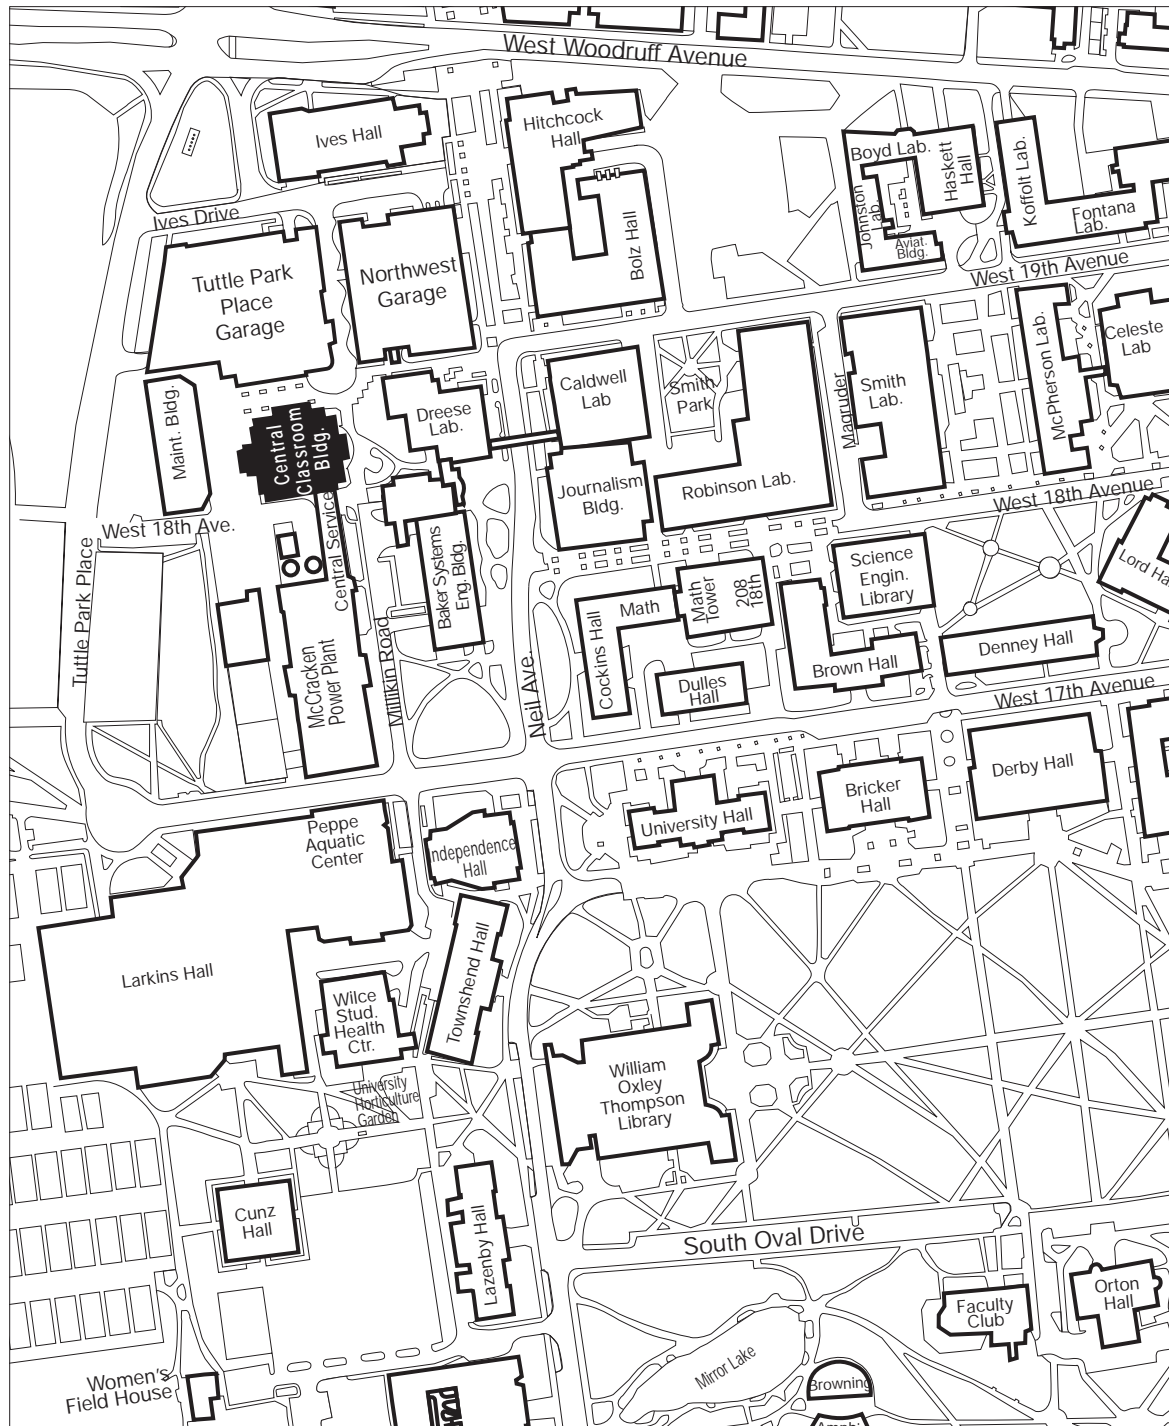 West Woodruff Avenue
Ives Hall
Hitchcock
Hall
Boyd Lab.
Haskett
Hall
Koffolt Lab.
Johnston
Lab.
Aviat.
Bldg.
Fontana
Lab.
Ives Drive
Tuttle Park
Place
Garage
Northwest
Garage
Bolz Hall
West 19th Avenue
Maint. Bldg.
Central
Classroom
Bldg.
Dreese
Lab.
Caldwell
Lab
Smith
Park
Magruder
Smith
Lab.
McPherson Lab.
Celeste
Lab
Journalism
Bldg.
Robinson Lab.
West 18th Avenue
West 18th Ave.
Central Service
Baker Systems
Eng. Bldg.
Tuttle Park Place
McCracken
Power Plant
Millikin Road
Neil Ave.
Cockins Hall
Math
Math
Tower
208
18th
Dulles
Hall
Science
Engin.
Library
Brown Hall
Denney Hall
Lord Ha
West 17th Avenue
Peppe
Aquatic
Center
Independence
Hall
University Hall
Bricker
Hall
Derby Hall
Larkins Hall
Wilce
Stud.
Health
Ctr.
Townshend Hall
University
Horticulture
Garden
William
Oxley
Thompson
Library
Cunz
Hall
Lazenby Hall
South Oval Drive
Faculty
Club
Orton
Hall
Mirror Lake
Browning
Amphi
Women's
Field House